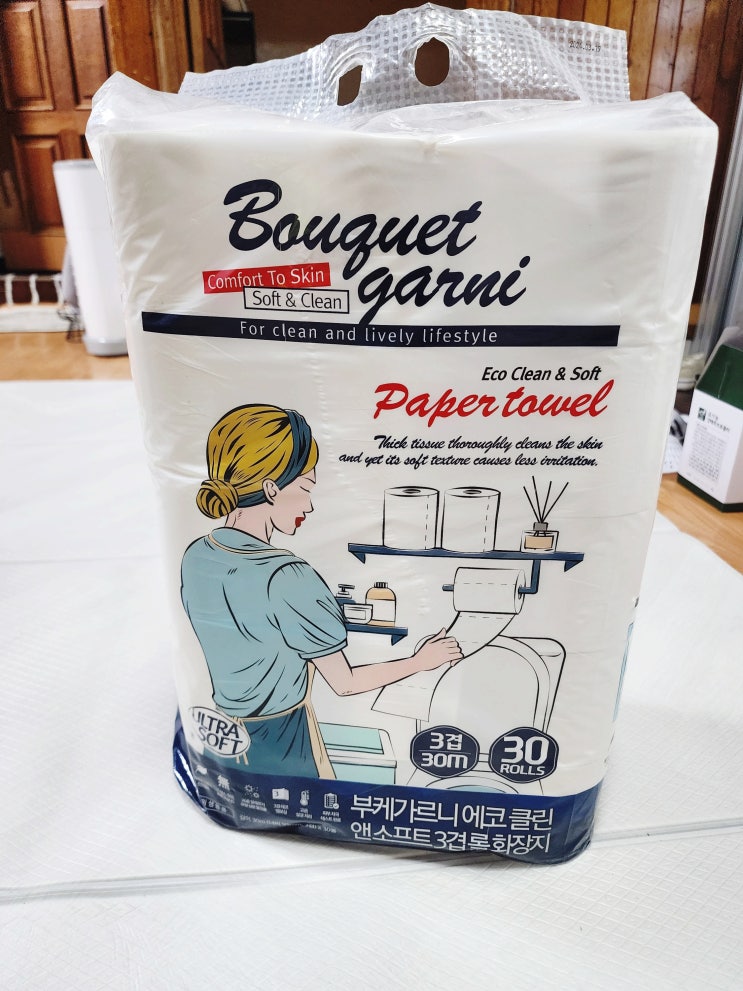 Bouquet
garni
Comfort To Skin
Soft & Clean
For clean and lively lifestyle
Eco Clean & Soft
Paper towel
Thick tissue thoroughly cleans the skin
and yet its soft texture causes less irritation.
ULTRA
SOFT
3겹
30m
30
ROLLS
無
3
부케가르니 에코 클린
앤 소프트 3겹 롤 화장지